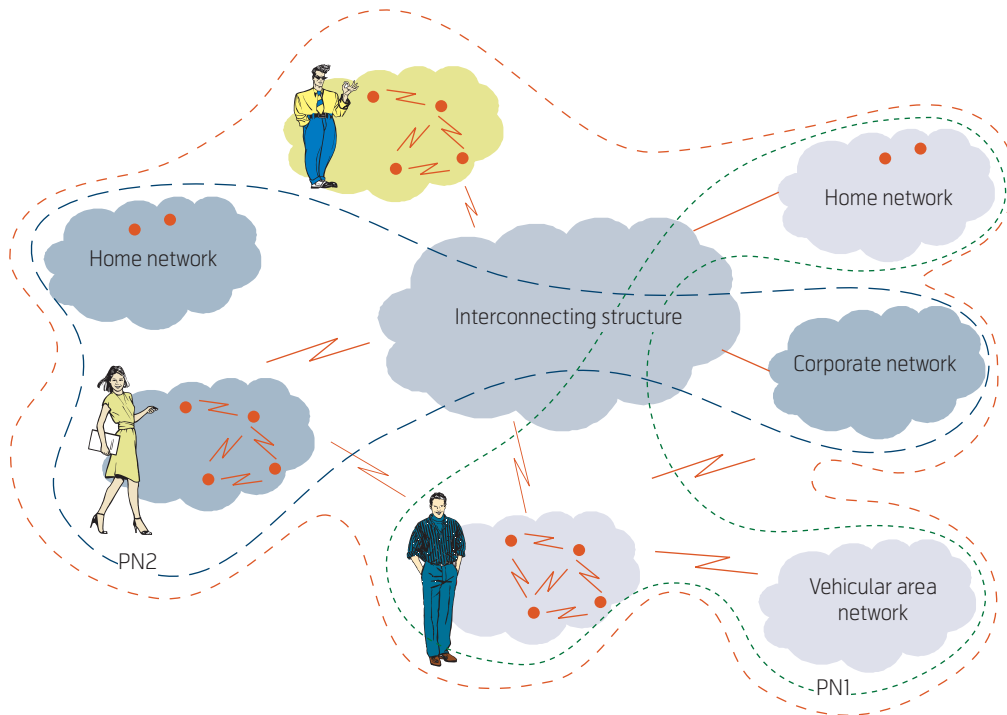 Home network
Home network
Interconnecting structure
Corporate network
PN2
Vehicular area
network
PN1